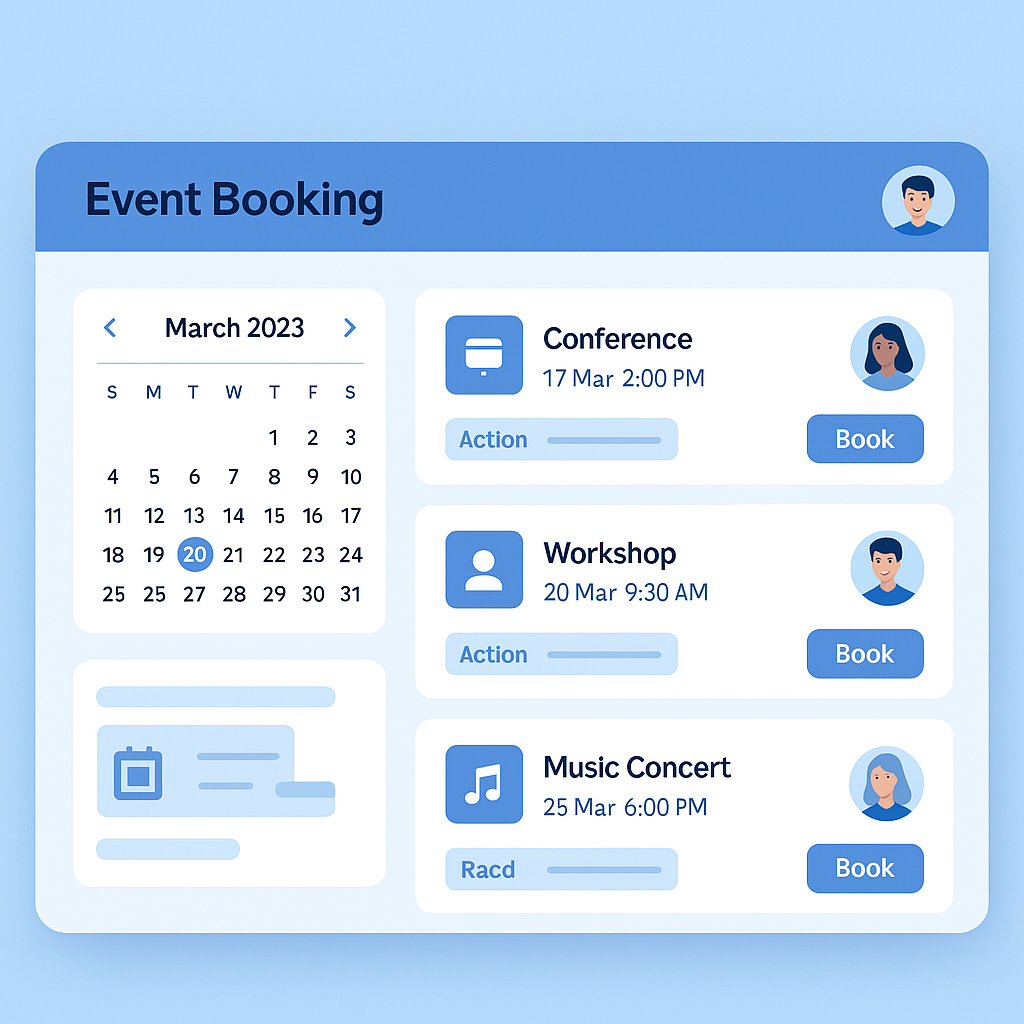 Event Booking
March 2023
S M T W T F S
1 2 3
4 5 6 7 8 9 10
11 12 13 14 15 16 17
18 19 20 21 22 23 24
25 25 27 28 29 30 31
Conference
17 Mar 2:00 PM
Action
Book
Workshop
20 Mar 9:30 AM
Action
Book
Music Concert
25 Mar 6:00 PM
Racd
Book